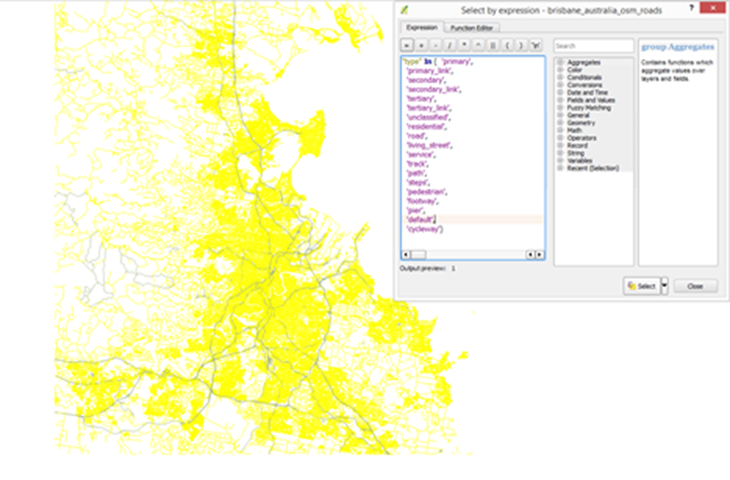 Select by expression - brisbane_australia_osm_roads
?
Expression
Function Editor
= + - / * ^ || ( ) '\n'
Search
"type" In ( 'primary',
'primary_link',
'secondary',
'secondary_link',
'tertiary',
'tertiary_link',
'unclassified',
'residential',
'road',
'living_street',
'service',
'track',
'path',
'steps',
'pedestrian',
'footway',
'pier',
'default',
'cycleway')
Aggregates
Color
Conditionals
Conversions
Date and Time
Fields and Values
Fuzzy Matching
General
Geometry
Math
Operators
Record
String
Variables
Recent (Selection)
group.Aggregates
Contains functions which
aggregate values over
layers and fields.
Output preview: 1
Select
Close